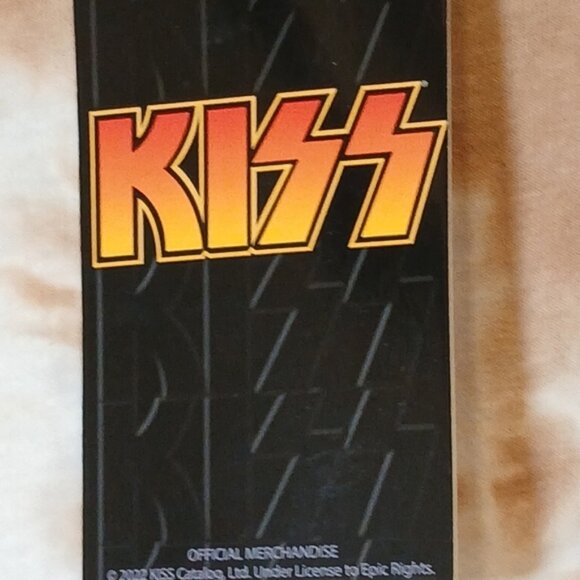 KISS
OFFICIAL MERCHANDISE
© 2022 KISS Catalog, Ltd. Under License to Epic Rights.